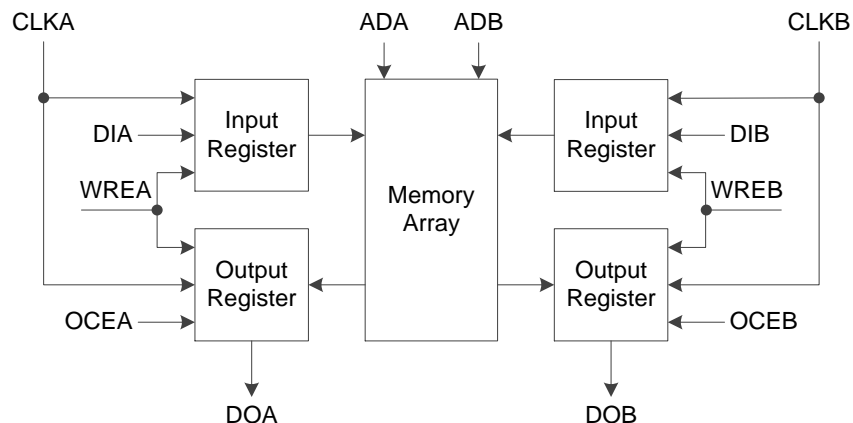 CLKA
ADA
ADB
CLKB
DIA
Input
Register
Input
Register
DIB
WREA
Memory
Array
WREB
Output
Register
Output
Register
OCEA
OCEB
DOA
DOB